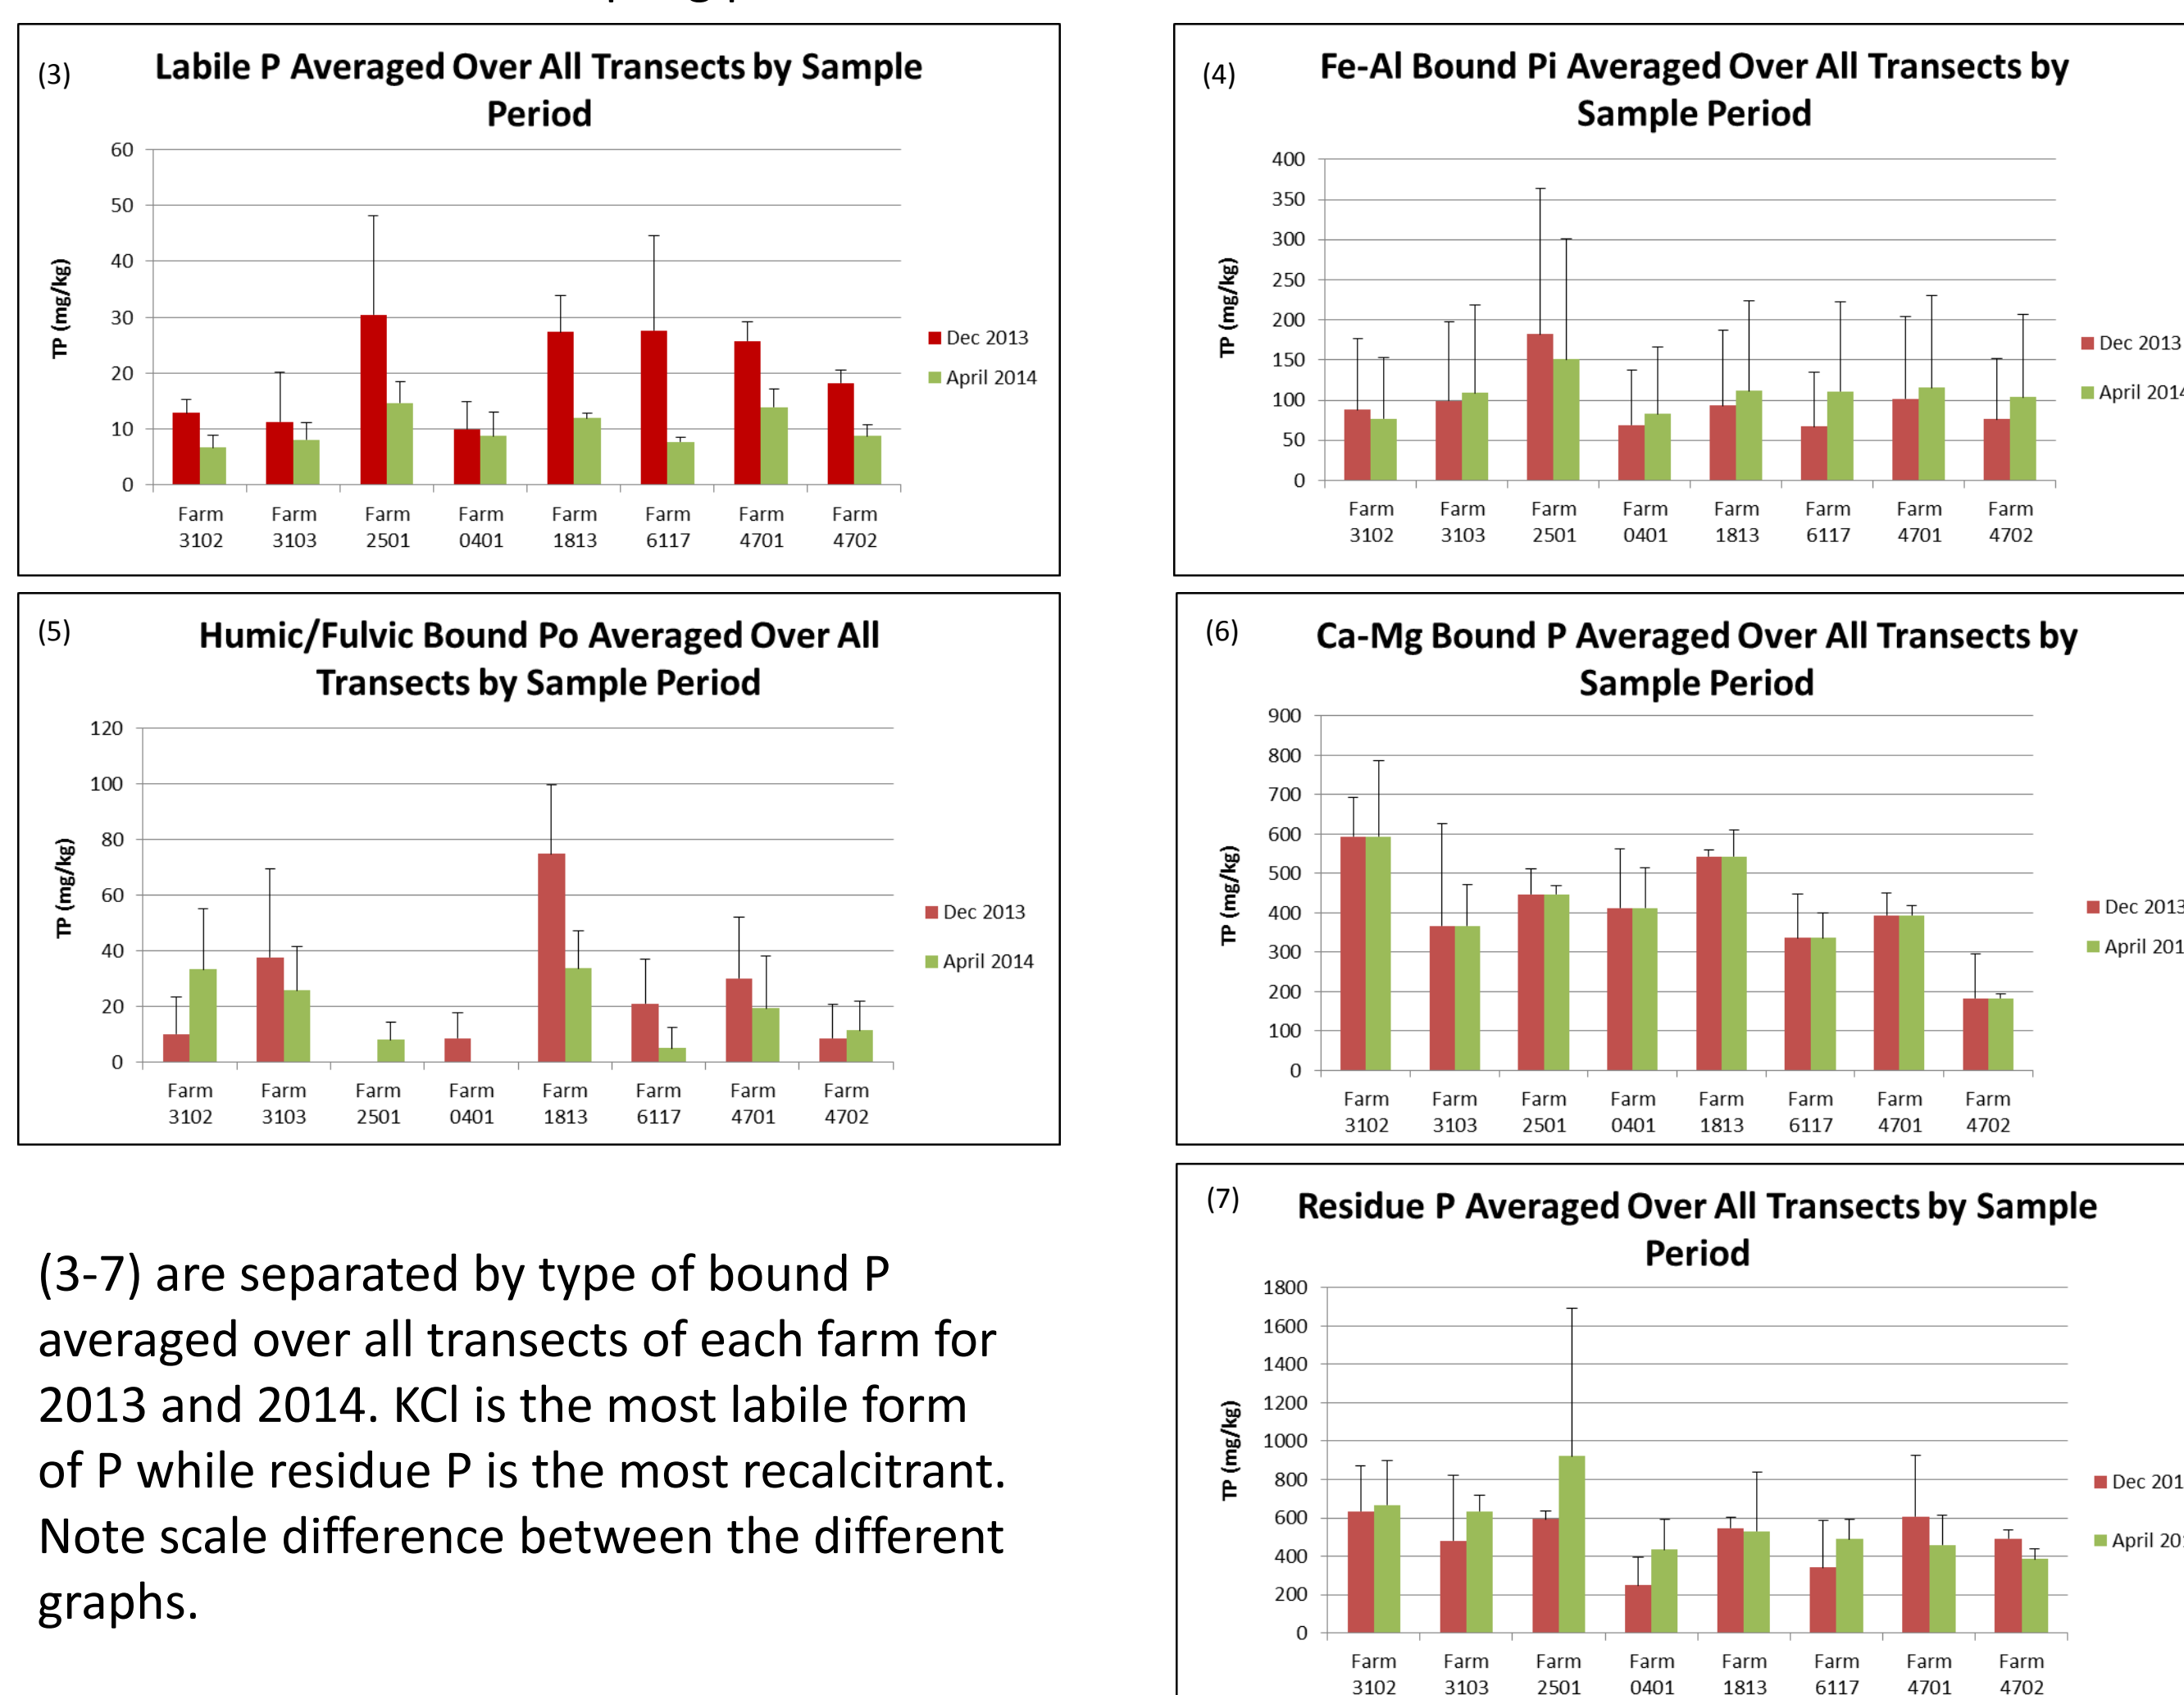 (3)
Labile P Averaged Over All Transects by Sample
Period
60
50
40
30
20
10
0
TP (mg/kg)
Farm 3102
Farm 3103
Farm 2501
Farm 0401
Farm 1813
Farm 6117
Farm 4701
Farm 4702
Dec 2013
April 2014
(4)
Fe-Al Bound Pi Averaged Over All Transects by
Sample Period
400
350
300
250
200
150
100
50
0
TP (mg/kg)
Farm 3102
Farm 3103
Farm 2501
Farm 0401
Farm 1813
Farm 6117
Farm 4701
Farm 4702
Dec 2013
April 2014
(5)
Humic/Fulvic Bound Po Averaged Over All
Transects by Sample Period
120
100
80
60
40
20
0
TP (mg/kg)
Farm 3102
Farm 3103
Farm 2501
Farm 0401
Farm 1813
Farm 6117
Farm 4701
Farm 4702
Dec 2013
April 2014
(6)
Ca-Mg Bound P Averaged Over All Transects by
Sample Period
900
800
700
600
500
400
300
200
100
0
TP (mg/kg)
Farm 3102
Farm 3103
Farm 2501
Farm 0401
Farm 1813
Farm 6117
Farm 4701
Farm 4702
Dec 2013
April 201
(7)
Residue P Averaged Over All Transects by Sample
Period
1800
1600
1400
1200
1000
800
600
400
200
0
TP (mg/kg)
Farm 3102
Farm 3103
Farm 2501
Farm 0401
Farm 1813
Farm 6117
Farm 4701
Farm 4702
Dec 201
April 20
(3-7) are separated by type of bound P
averaged over all transects of each farm for
2013 and 2014. KCl is the most labile form
of P while residue P is the most recalcitrant.
Note scale difference between the different
graphs.